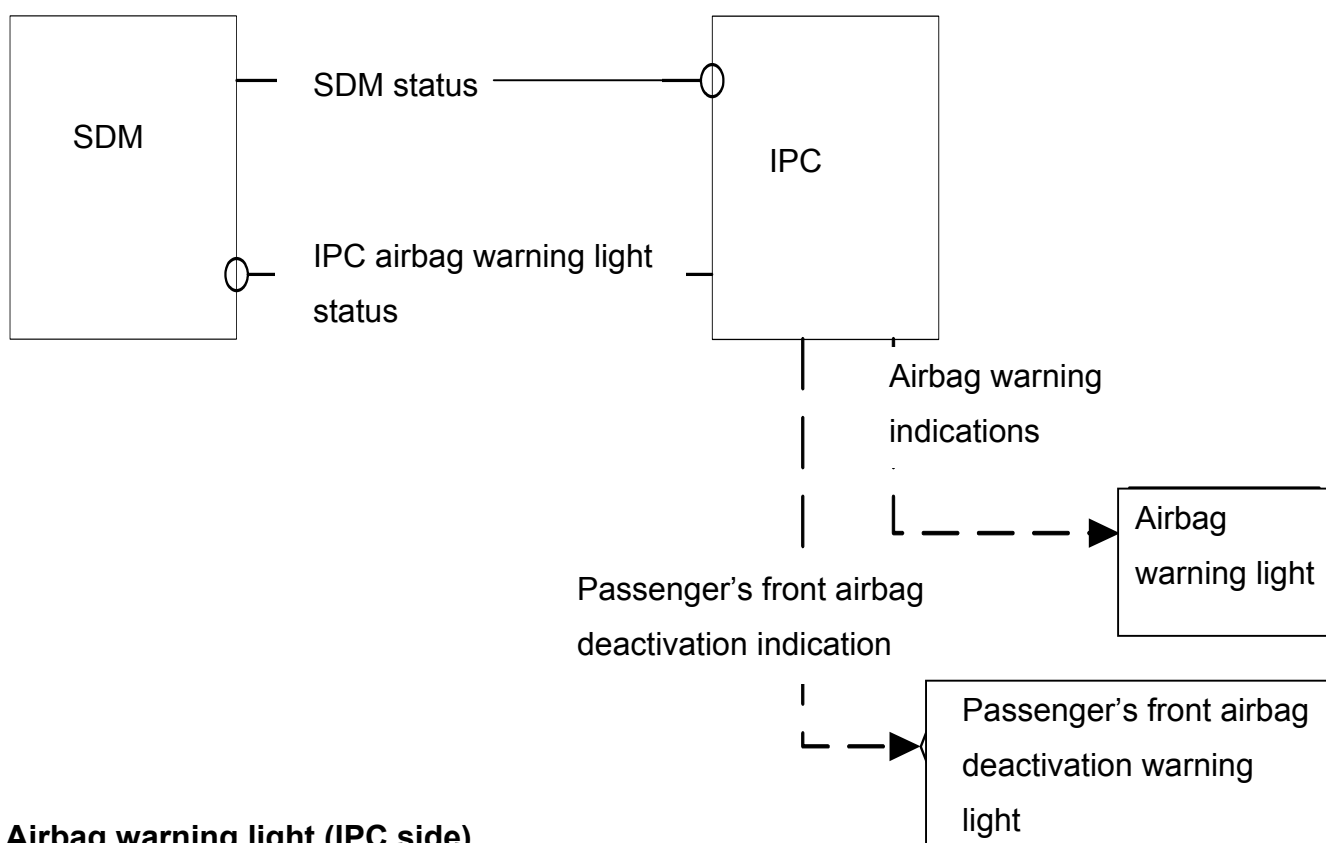 SDM status
SDM
IPC
IPC airbag warning light
status
Airbag warning
indications
Airbag
warning light
Passenger’s front airbag
deactivation indication
Passenger’s front airbag
deactivation warning
light
Airbag warning light (IPC side)